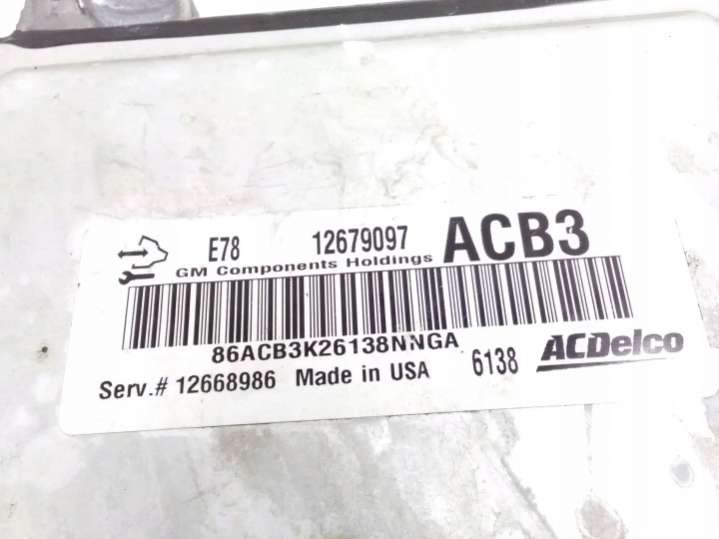 E78 12679097 ACB3
GM Components Holdings
86ACB3K26138NNGA
Serv.# 12668986 Made in USA 6138 ACDelco